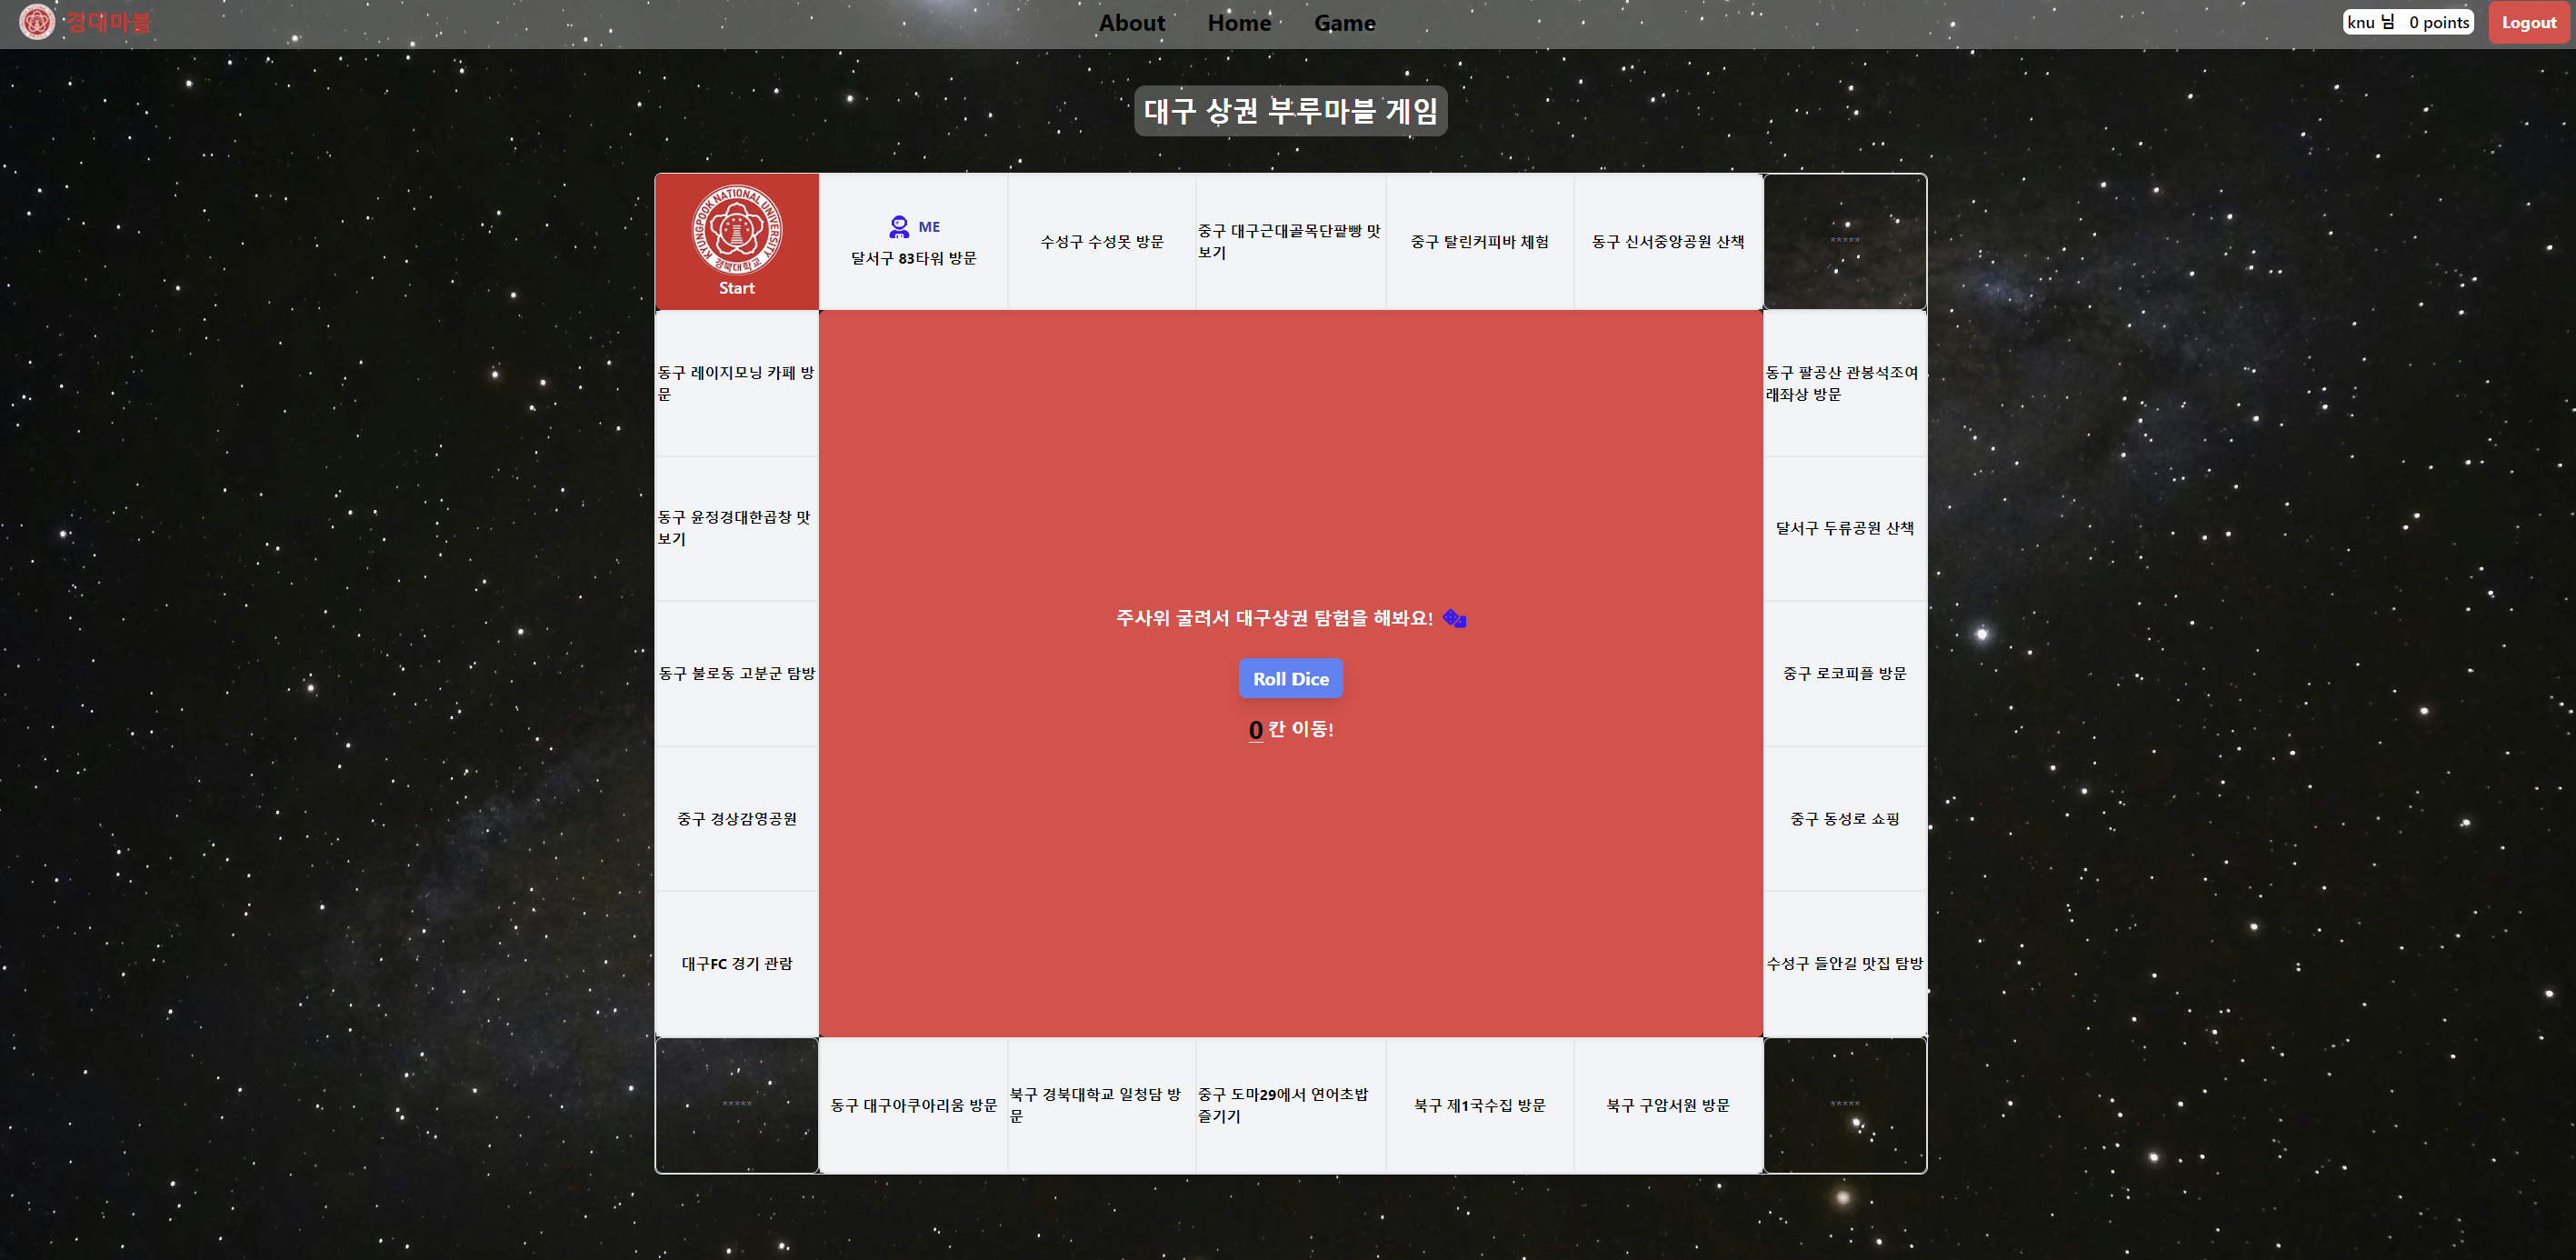 경대마블
About
Home
Game
knu 님 0 points
Logout
대구 상권 부루마블 게임
KYUNGPOOK NATIONAL UNIVERSITY
경북대학교
Start
ME
달서구 83타워 방문
수성구 수성못 방문
중구 대구근대골목단팥빵 맛
보기
중구 탈린커피바 체험
동구 신서중앙공원 산책
*****
동구 레이지모닝 카페 방
문
동구 팔공산 관봉석조여
래좌상 방문
동구 윤정경대한곱창 맛
보기
달서구 두류공원 산책
주사위 굴려서 대구상권 탐험을 해봐요!
동구 불로동 고분군 탐방
Roll Dice
중구 로코피플 방문
0 칸 이동!
중구 경상감영공원
중구 동성로 쇼핑
대구FC 경기 관람
수성구 들안길 맛집 탐방
*****
동구 대구아쿠아리움 방문
북구 경북대학교 일청담 방
문
중구 도마29에서 연어초밥
즐기기
북구 제1국수집 방문
북구 구암서원 방문
*****